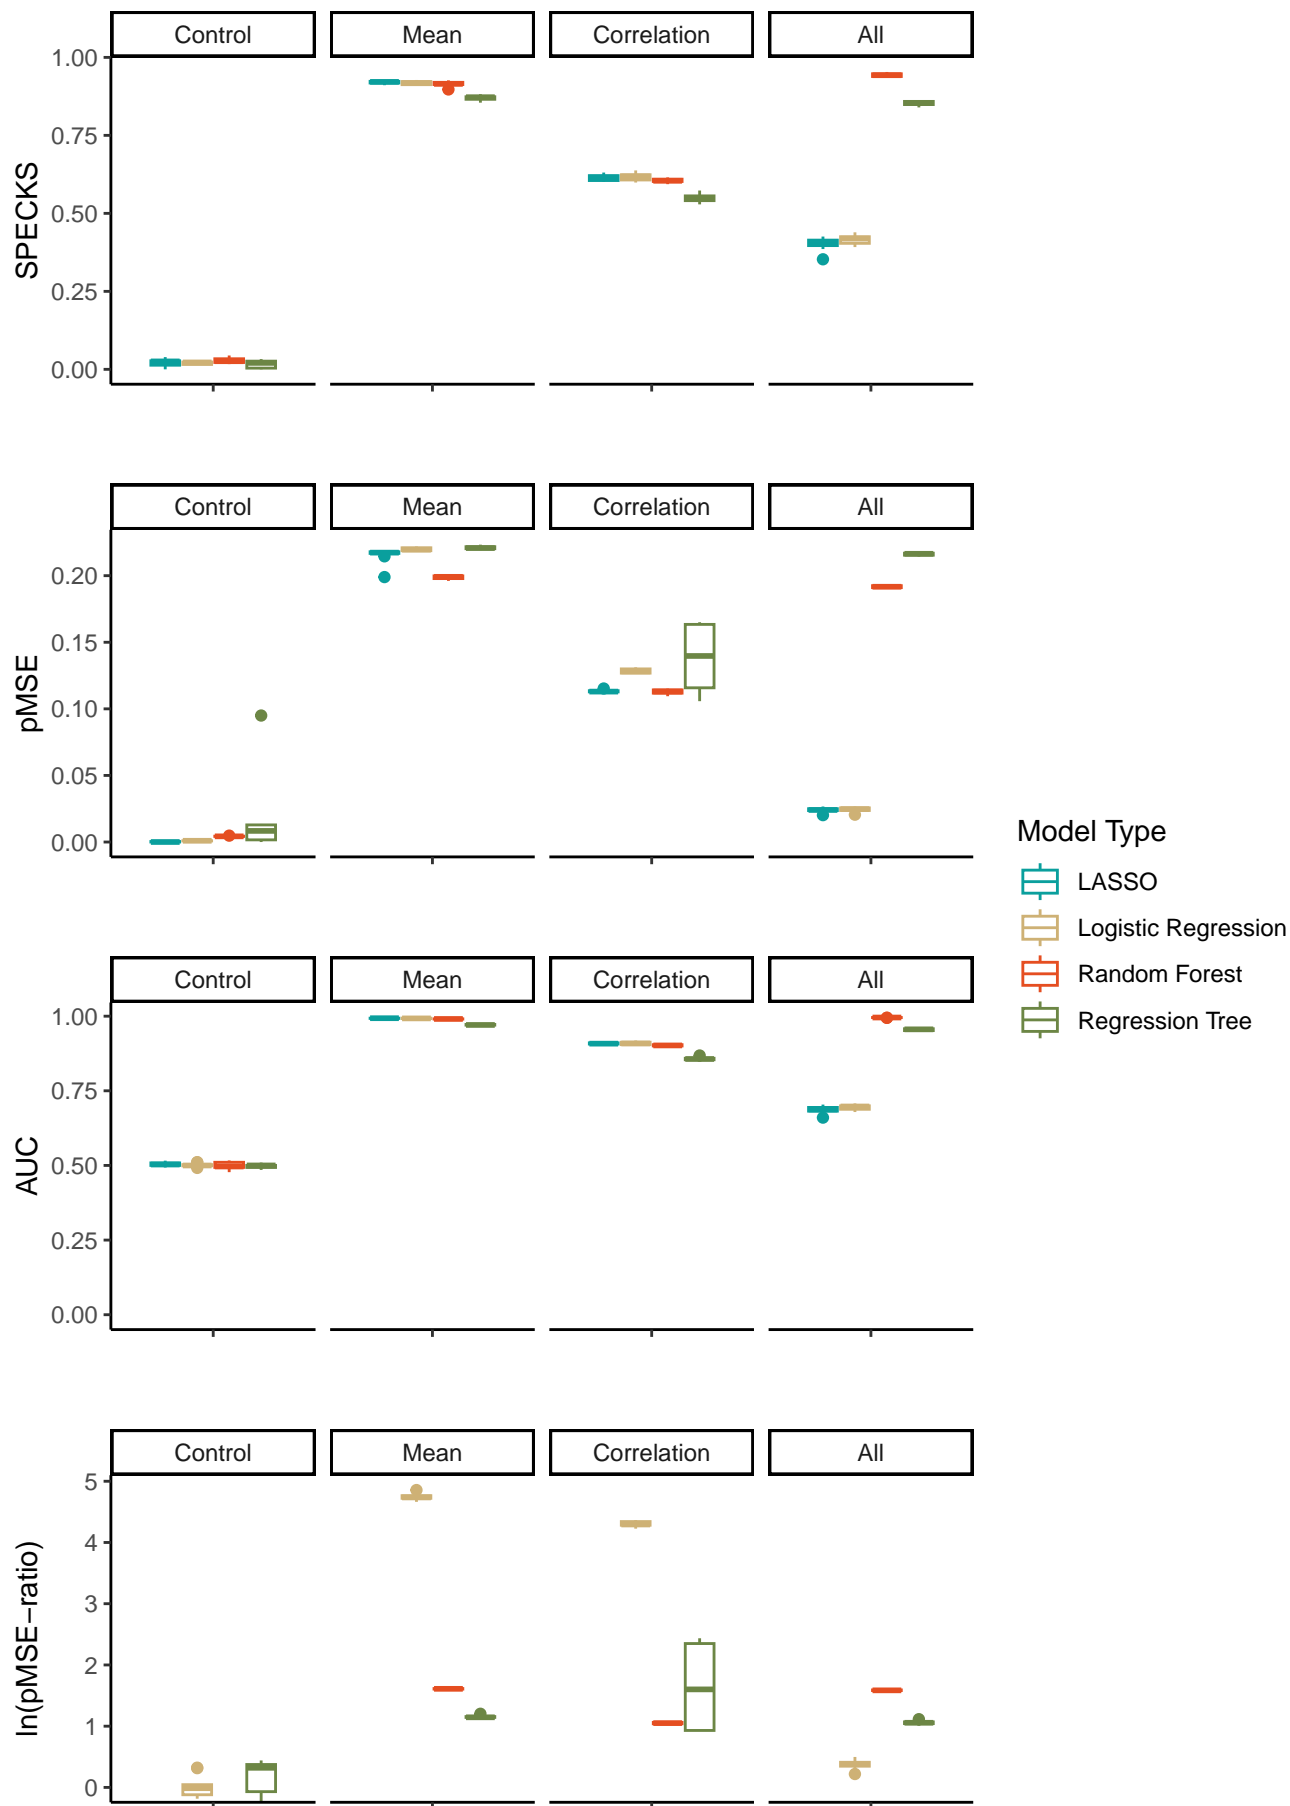 Control Mean Correlation All
1.00
0.75
0.50
0.25
0.00
SPECKS
Control Mean Correlation All
0.20
0.15
0.10
0.05
0.00
pMSE
Model Type
LASSO
Logistic Regression
Random Forest
Regression Tree
Control Mean Correlation All
1.00
0.75
0.50
0.25
0.00
AUC
Control Mean Correlation All
5
4
3
2
1
0
ln(pMSE−ratio)